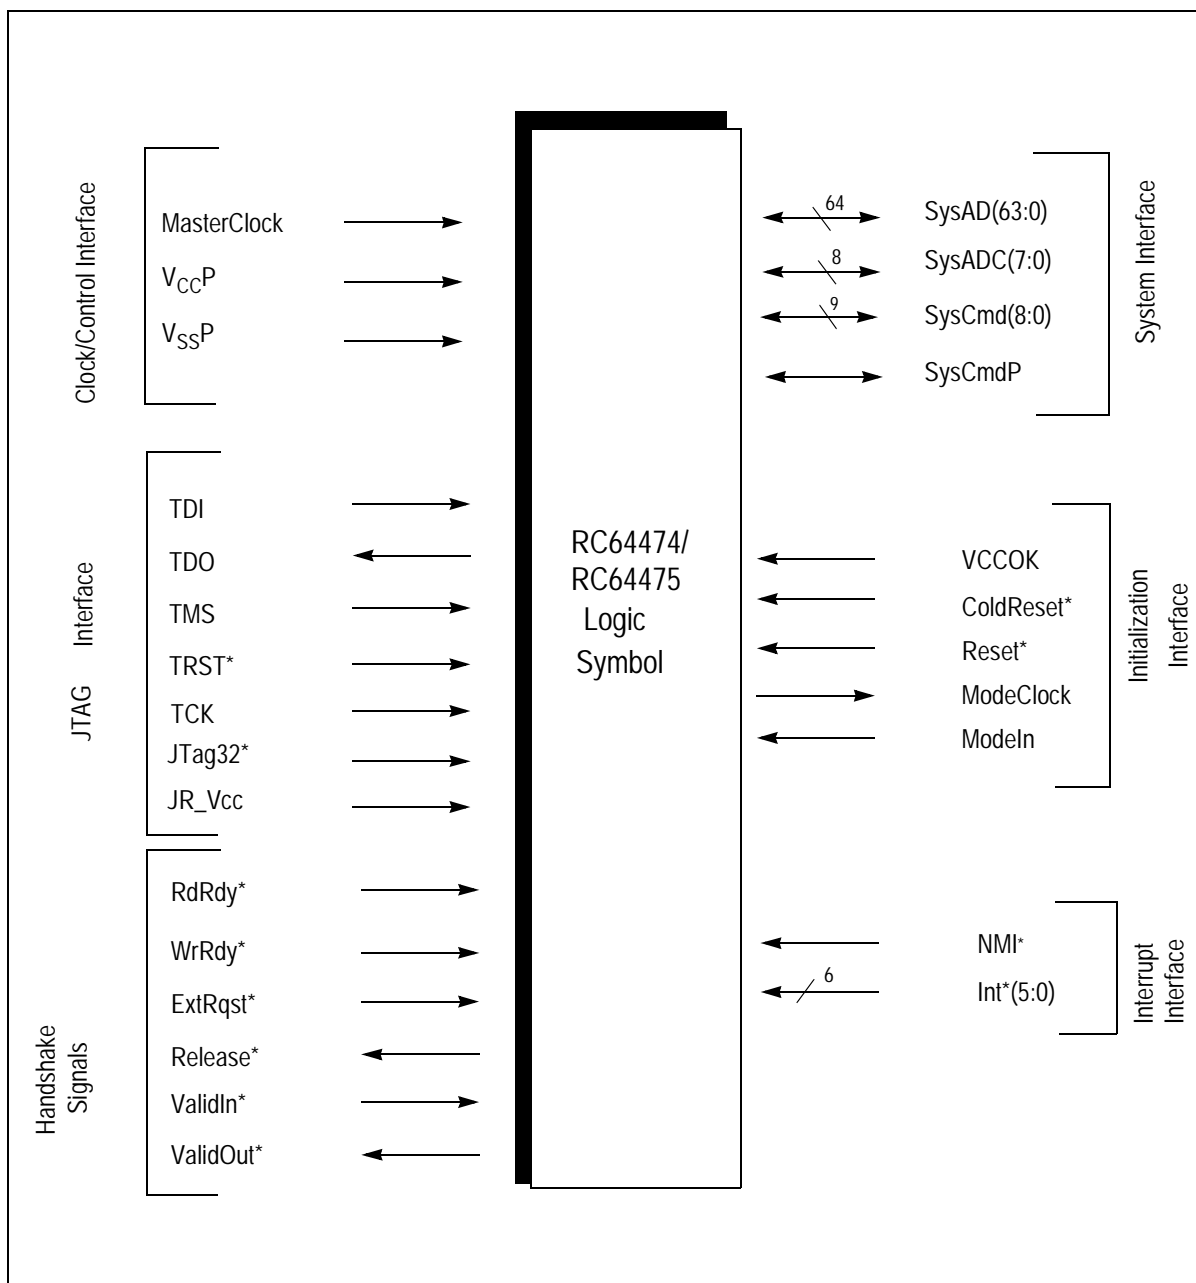 Clock/Control Interface
MasterClock
VCCP
VSSP
JTAG Interface
TDI
TDO
TMS
TRST*
TCK
JTag32*
JR_Vcc
Handshake
Signals
RdRdy*
WrRdy*
ExtRqst*
Release*
ValidIn*
ValidOut*
RC64474/
RC64475
Logic
Symbol
64
SysAD(63:0)
8
SysADC(7:0)
9
SysCmd(8:0)
SysCmdP
System Interface
VCCOK
ColdReset*
Reset*
ModeClock
ModeIn
Initialization
Interface
NMI*
6
Int*(5:0)
Interrupt
Interface